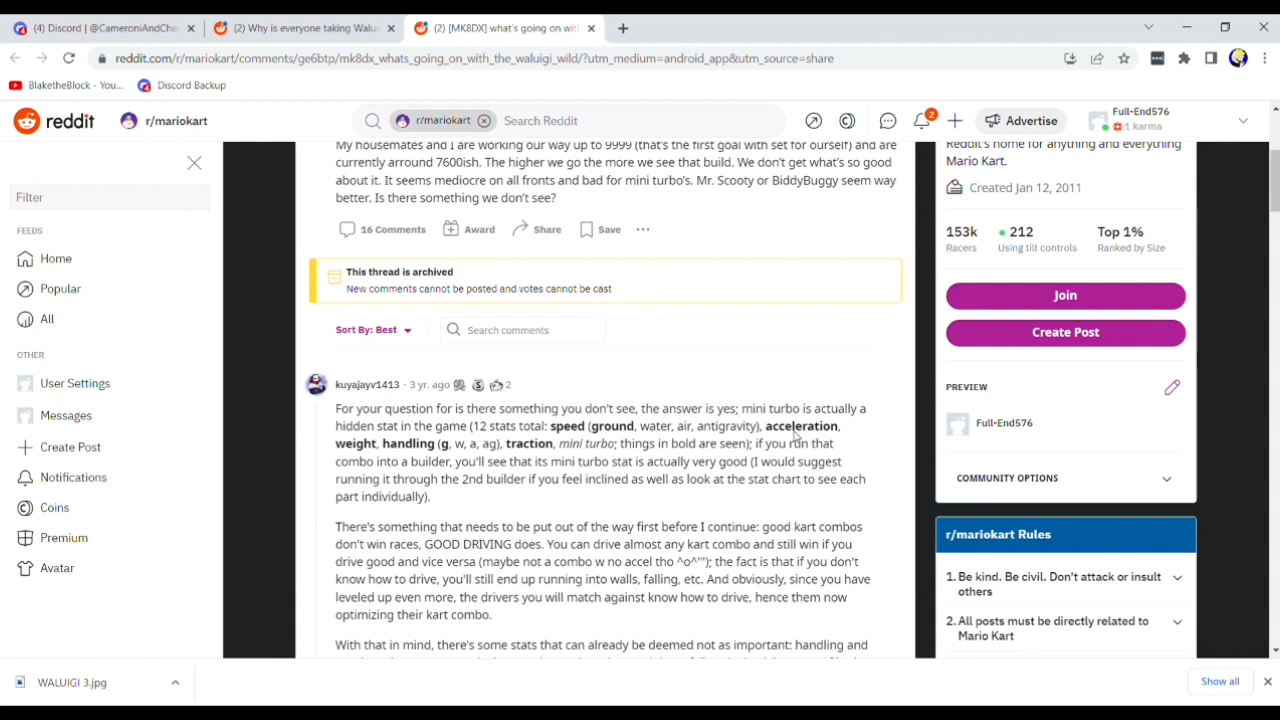 (4) Discord | @CameroniAndChe
(2) Why is everyone taking Walui
(2) [MK8DX] what's going on with
reddit.com/r/mariokart/comments/ge6btp/mk8dx_whats_going_on_with_the_waluigi_wild/?utm_medium=android_app&utm_source=share
BlaketheBlock - You...
Discord Backup
reddit
r/mariokart
r/mariokart
Search Reddit
2
Advertise
Full-End576
1 karma
Filter
FEEDS
Home
Popular
All
OTHER
User Settings
Messages
Create Post
Notifications
Coins
Premium
Avatar
My housemates and I are working our way up to 9999 (that's the first goal with set for ourself) and are
currently arround 7600ish. The higher we go the more we see that build. We don't get what's so good
about it. It seems mediocre on all fronts and bad for mini turbo's. Mr. Scooty or BiddyBuggy seem way
better. Is there something we don't see?
16 Comments
Award
Share
Save
This thread is archived
New comments cannot be posted and votes cannot be cast
Sort By: Best
Search comments
kuyajayv1413 · 3 yr. ago
2
For your question for is there something you don't see, the answer is yes; mini turbo is actually a
hidden stat in the game (12 stats total: speed (ground, water, air, antigravity), acceleration,
weight, handling (g, w, a, ag), traction, mini turbo; things in bold are seen); if you run that
combo into a builder, you'll see that its mini turbo stat is actually very good (I would suggest
running it through the 2nd builder if you feel inclined as well as look at the stat chart to see each
part individually).
There's something that needs to be put out of the way first before I continue: good kart combos
don't win races, GOOD DRIVING does. You can drive almost any kart combo and still win if you
drive good and vice versa (maybe not a combo w no accel tho ^o^'"); the fact is that if you don't
know how to drive, you'll still end up running into walls, falling, etc. And obviously, since you have
leveled up even more, the drivers you will match against know how to drive, hence them now
optimizing their kart combo.
With that in mind, there's some stats that can already be deemed not as important: handling and
Reddit's home for anything and everything
Mario Kart.
Created Jan 12, 2011
153k
212
Top 1%
Racers
Using tilt controls
Ranked by Size
Join
Create Post
PREVIEW
Full-End576
COMMUNITY OPTIONS
r/mariokart Rules
1. Be kind. Be civil. Don't attack or insult
others
2. All posts must be directly related to
Mario Kart
WALUIGI 3.jpg
Show all